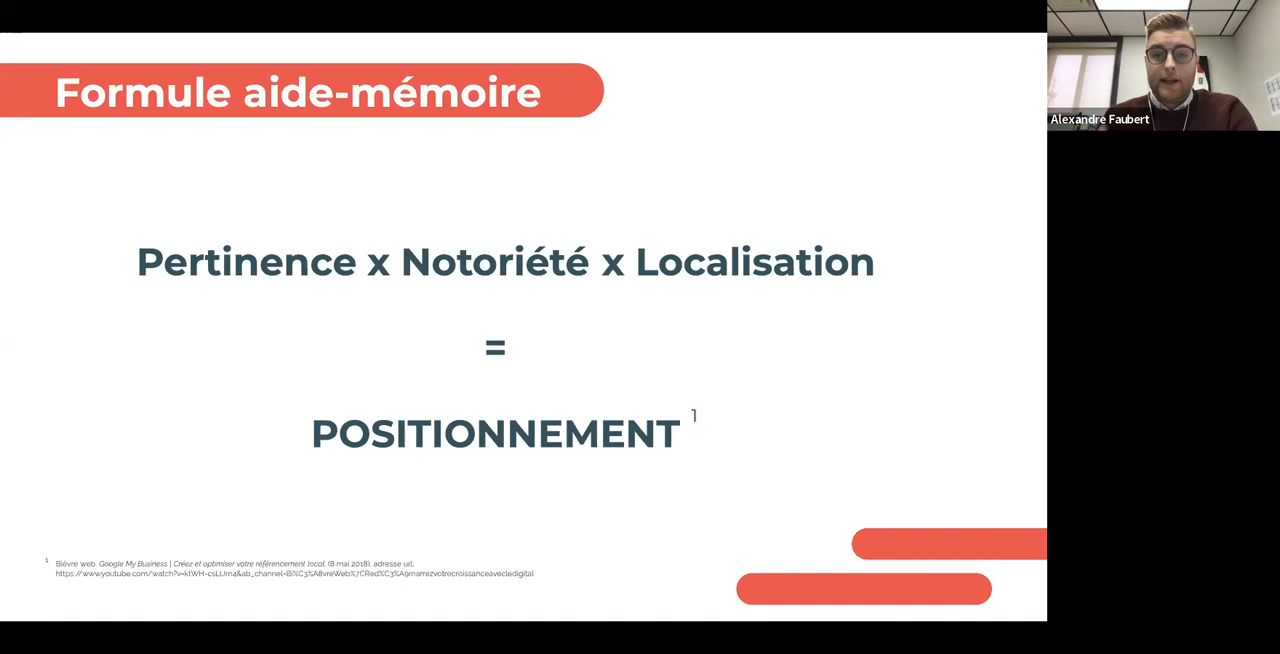 Formule aide-mémoire
Alexandre Faubert
Pertinence x Notoriété x Localisation
=
POSITIONNEMENT 1
1. Bièvre web. Google My Business | Créez et optimiser votre référencement local, (8 mai 2018), adresse url:
https://www.youtube.com/watch?v=ktWH-csLlJm4&ab_channel=Bi%C3%A8vreWeb%7CRed%C3%A9marrezvotrecroissanceavecledigital